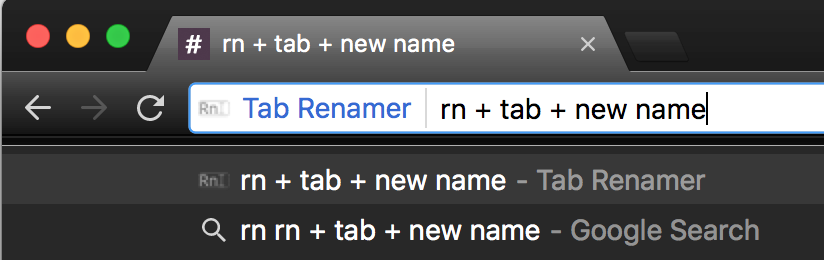 # rn + tab + new name
RnI Tab Renamer rn + tab + new name
RnI rn + tab + new name - Tab Renamer
rn rn + tab + new name - Google Search